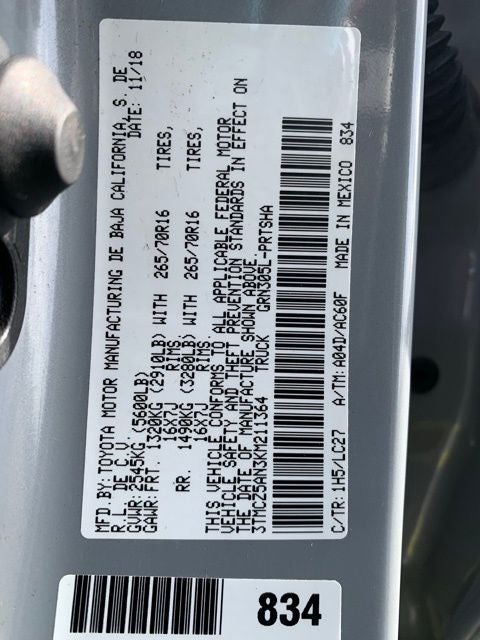 MFD.BY:TOYOTA MOTOR MANUFACTURING DE BAJA CALIFORNIA, S. DE
R.L. DE C.V. DATE: 11/18
GVWR: 2545KG (5600LB)
GAWR: FRT. 1320KG (2910LB) WITH 265/70R16 TIRES,
16X7J RIMS.
RR. 1490KG (3280LB) WITH 265/70R16 TIRES,
16X7J RIMS.
THIS VEHICLE CONFORMS TO ALL APPLICABLE FEDERAL MOTOR
VEHICLE SAFETY AND THEFT PREVENTION STANDARDS IN EFFECT ON
THE DATE OF MANUFACTURE SHOWN ABOVE.
3TMCZ5AN3KM211364 TRUCK GRN305L-PRTSHA
C/TR: 1H5/LC27 A/TM: A04D/AC60F MADE IN MEXICO 834
834